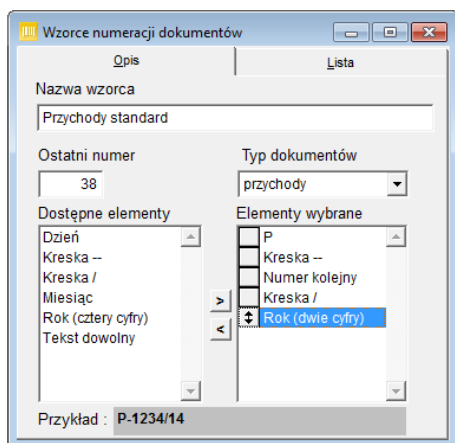 Wzorce numeracji dokumentów
Opis
Lista
Nazwa wzorca
Przychody standard
Ostatni numer
Typ dokumentów
38
przychody
Dostępne elementy
Elementy wybrane
Dzień
Kreska --
Kreska /
Miesiąc
Rok (cztery cyfry)
Tekst dowolny
>
<
P
Kreska --
Numer kolejny
Kreska /
Rok (dwie cyfry)
Przykład : P-1234/14